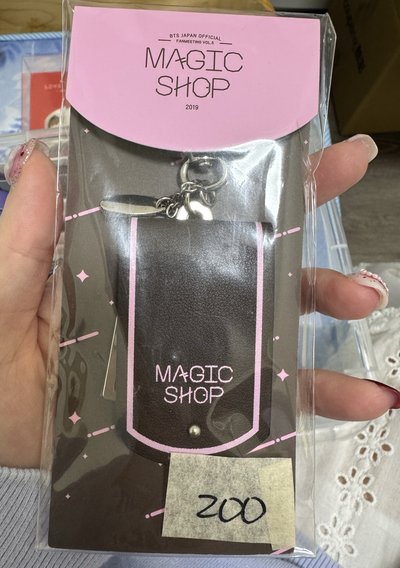 BTS JAPAN OFFICIAL
FANMEETING VOL.5
MAGIC
SHOP
2019
MAGIC
SHOP
200